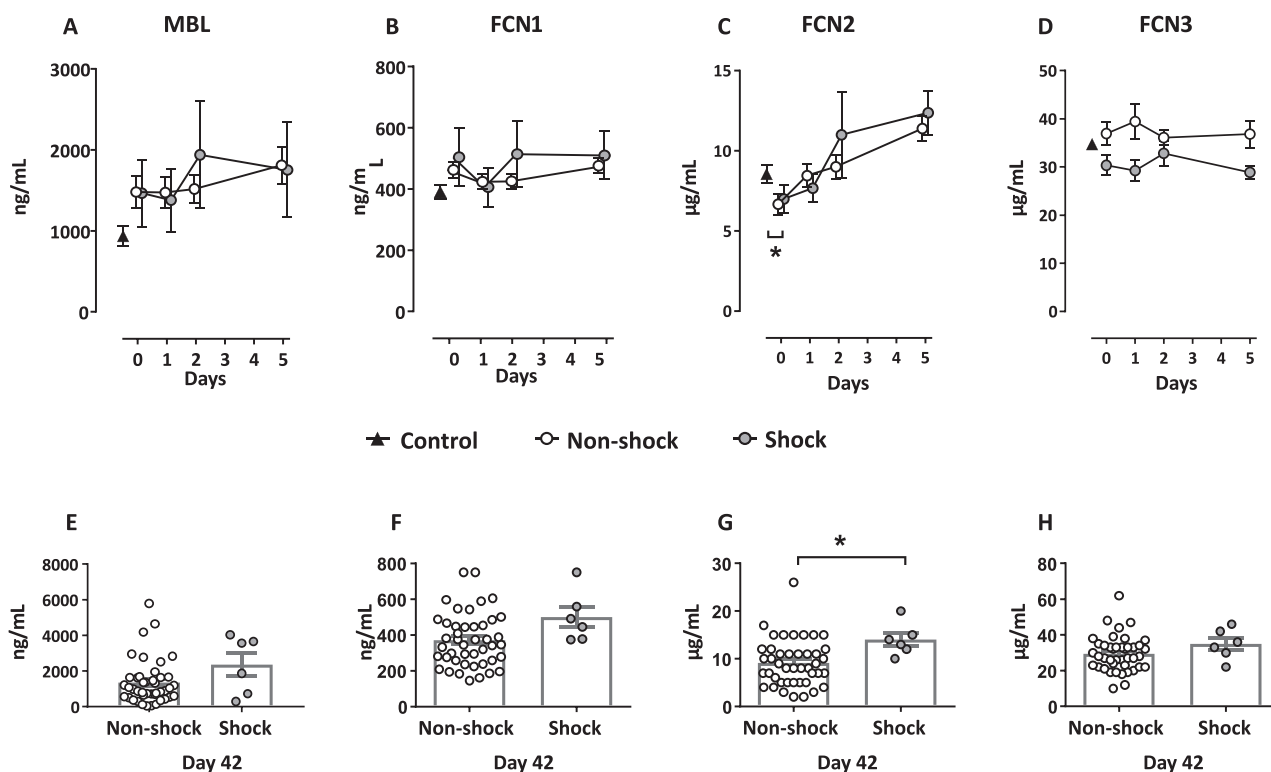 A MBL B FCN1 C FCN2 D FCN3
3000 2000 1000 0 ng/mL
800 600 400 200 0 ng/m L
15 10 5 0 µg/mL *
50 40 30 20 10 0 µg/mL
0 1 2 3 4 5 0 1 2 3 4 5 0 1 2 3 4 5 0 1 2 3 4 5
Days Days Days Days
Control Non-shock Shock
E F G H
8000 6000 4000 2000 0 ng/mL
800 600 400 200 0 ng/mL
30 20 10 0 µg/mL *
80 60 40 20 0 µg/mL
Non-shock Shock Non-shock Shock Non-shock Shock Non-shock Shock
Day 42 Day 42 Day 42 Day 42